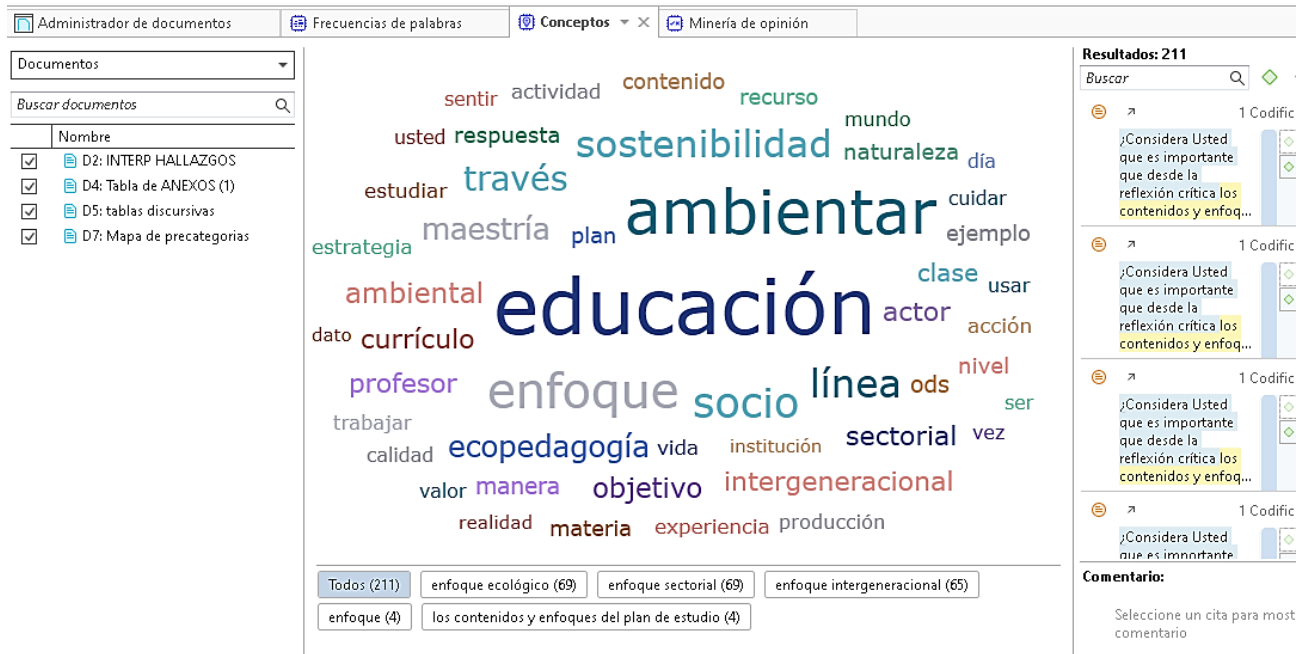 Administrador de documentos
Frecuencias de palabras
Conceptos
Minería de opinión
Documentos
Buscar documentos
Nombre
D2: INTERP HALLAZGOS
D4: Tabla de ANEXOS (1)
D5: tablas discursivas
D7: Mapa de precategorias
contenido
sentir actividad
recurso
mundo
usted respuesta sostenibilidad
naturaleza día
estudiar través
cuidar
ambientar
maestría plan
ejemplo
estrategia
clase usar
ambiental educación actor
acción
dato currículo
nivel
profesor enfoque socio línea ods
ser
trabajar
calidad ecopedagogía vida institución sectorial vez
valor manera objetivo intergeneracional
realidad materia experiencia producción
Todos (211)
enfoque ecológico (69)
enfoque sectorial (69)
enfoque intergeneracional (65)
enfoque (4)
los contenidos y enfoques del plan de estudio (4)
Resultados: 211
Buscar
1 Codific
¿Considera Usted
que es importante
que desde la
reflexión crítica los
contenidos y enfoq...
1 Codific
¿Considera Usted
que es importante
que desde la
reflexión crítica los
contenidos y enfoq...
1 Codific
¿Considera Usted
que es importante
que desde la
reflexión crítica los
contenidos y enfoq...
1 Codific
¿Considera Usted
que es importante
Comentario:
Seleccione un cita para most
comentario